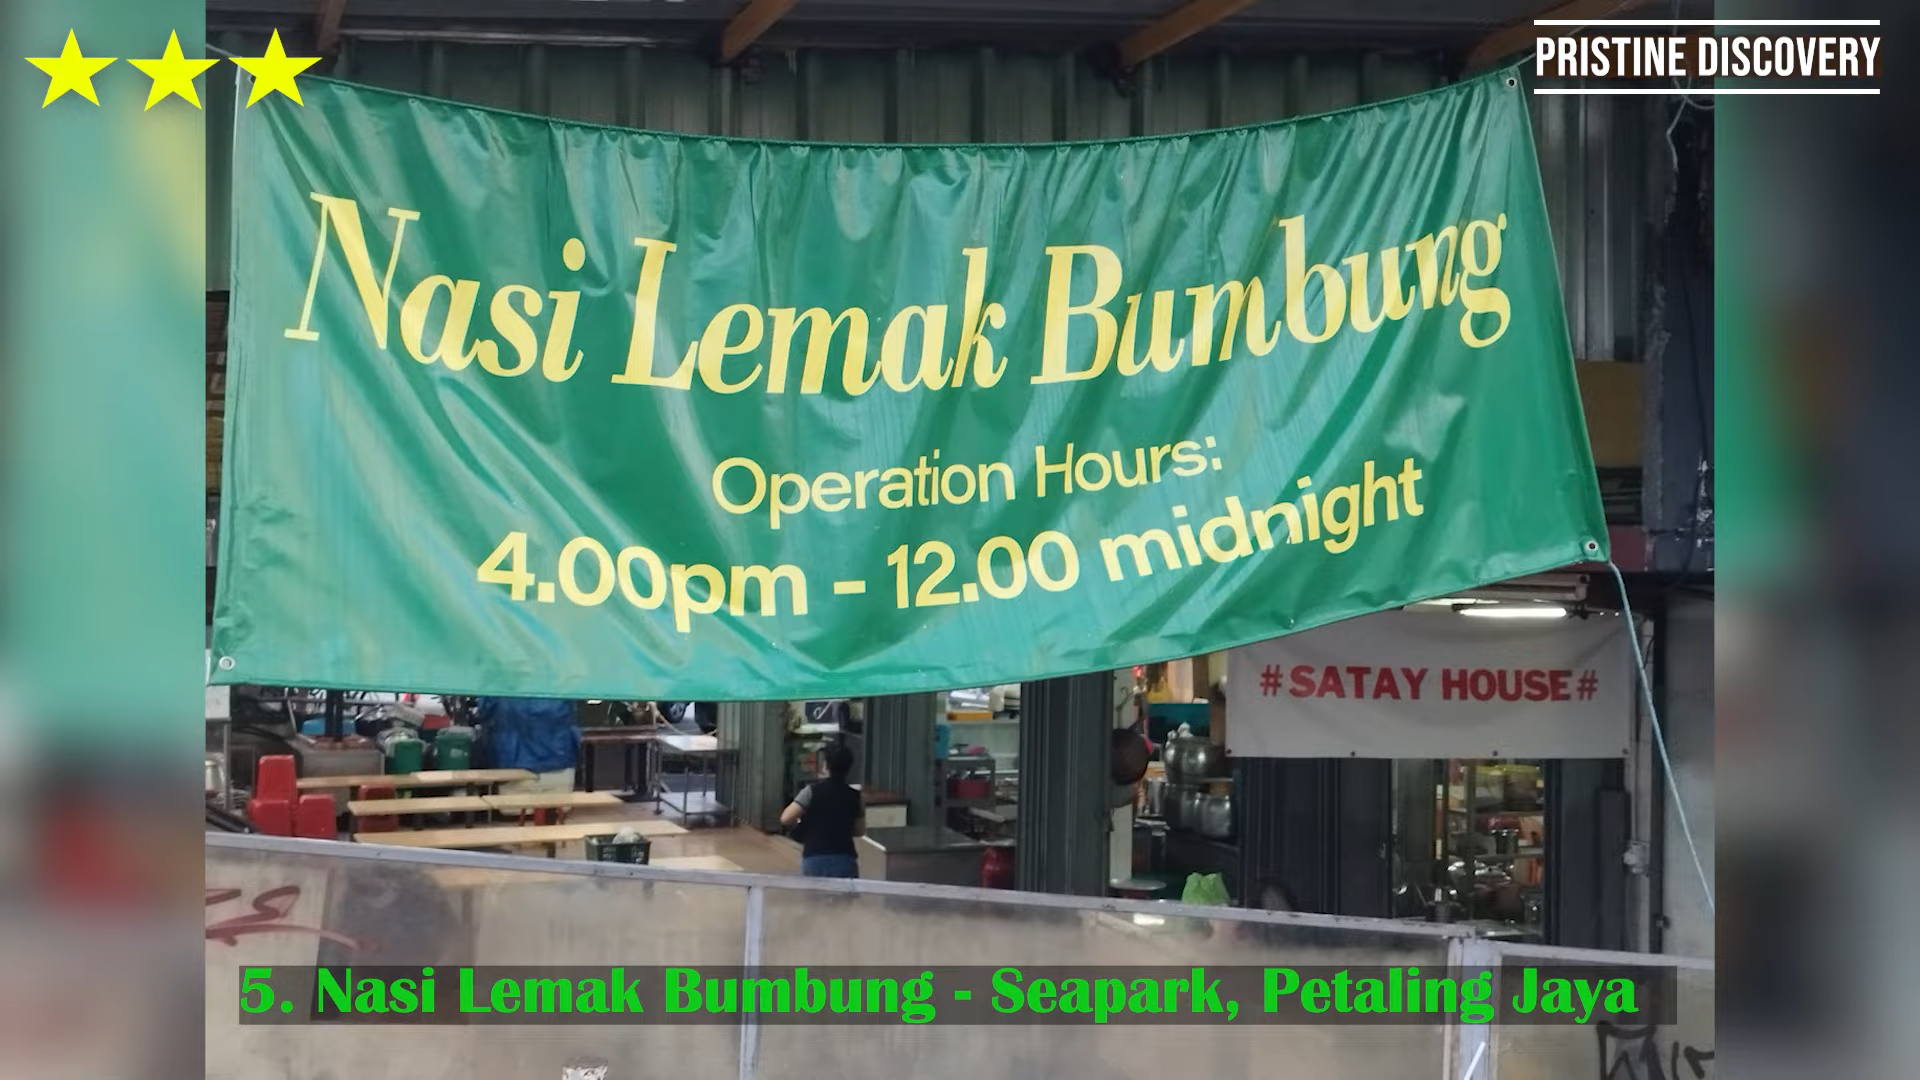 PRISTINE DISCOVERY
Nasi Lemak Bumbung
Operation Hours:
4.00pm - 12.00 midnight
#SATAY HOUSE#
5. Nasi Lemak Bumbung - Seapark, Petaling Jaya